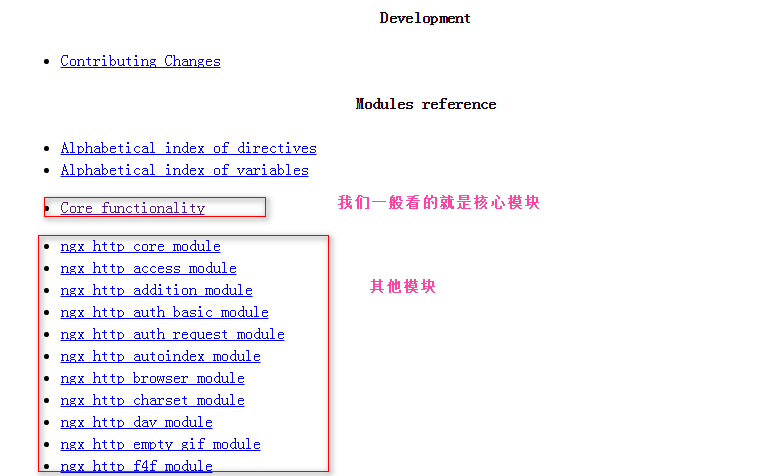 Development
Contributing Changes
Modules reference
Alphabetical index of directives
Alphabetical index of variables
Core functionality
我们一般看的就是核心模块
ngx_http_core_module
ngx_http_access_module
ngx_http_addition_module
其他模块
ngx_http_auth_basic_module
ngx_http_auth_request_module
ngx_http_autoindex_module
ngx_http_browser_module
ngx_http_charset_module
ngx_http_dav_module
ngx_http_empty_gif_module
ngx_http_f4f_module